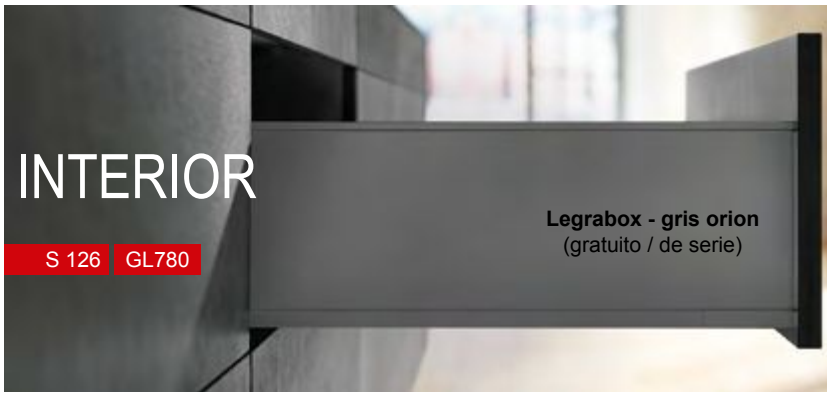 INTERIOR
Legrabox - gris orion
(gratuito / de serie)
S 126 GL780